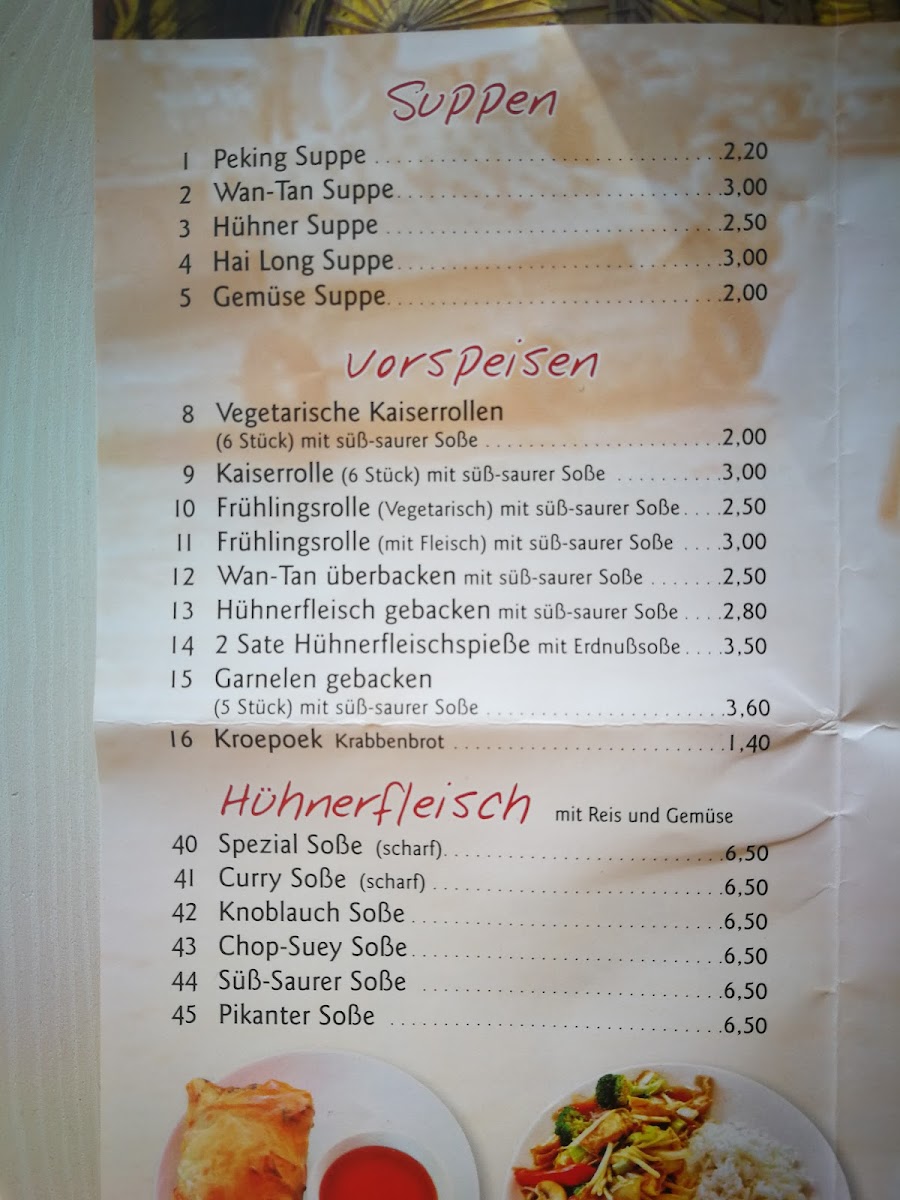 Suppen
1 Peking Suppe ........................ 2,20
2 Wan-Tan Suppe ........................ 3,00
3 Hühner Suppe ........................ 2,50
4 Hai Long Suppe ........................ 3,00
5 Gemüse Suppe ........................ 2,00
Vorspeisen
8 Vegetarische Kaiserrollen
(6 Stück) mit süß-saurer Soße ........................ 2,00
9 Kaiserrolle (6 Stück) mit süß-saurer Soße .......... 3,00
10 Frühlingsrolle (Vegetarisch) mit süß-saurer Soße .... 2,50
11 Frühlingsrolle (mit Fleisch) mit süß-saurer Soße .... 3,00
12 Wan-Tan überbacken mit süß-saurer Soße ....... 2,50
13 Hühnerfleisch gebacken mit süß-saurer Soße .... 2,80
14 2 Sate Hühnerfleischspieße mit Erdnußsoße .... 3,50
15 Garnelen gebacken
(5 Stück) mit süß-saurer Soße ........................ 3,60
16 Kroepoek Krabbenbrot ........................ 1,40
Hühnerfleisch mit Reis und Gemüse
40 Spezial Soße (scharf) ........................ 6,50
41 Curry Soße (scharf) ........................ 6,50
42 Knoblauch Soße ........................ 6,50
43 Chop-Suey Soße ........................ 6,50
44 Süß-Saurer Soße ........................ 6,50
45 Pikanter Soße ........................ 6,50